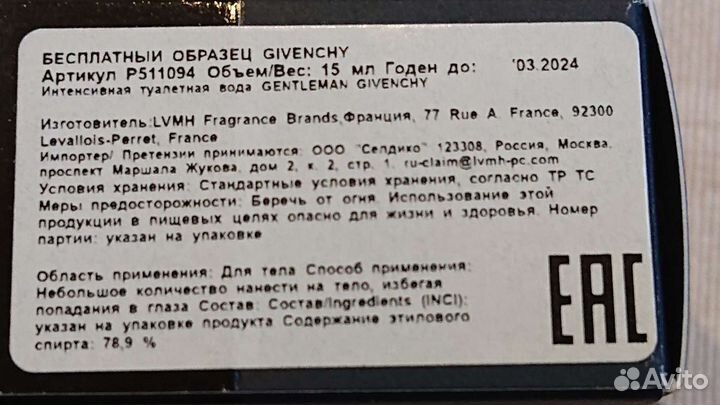 БЕСПЛАТНЫЙ ОБРАЗЕЦ GIVENCHY
Артикул P511094 Объем/Вес: 15 мл Годен до: '03.2024
Интенсивная туалетная вода GENTLEMAN GIVENCHY
Изготовитель:LVMH Fragrance Brands,Франция, 77 Rue A. France, 92300
Levallois-Perret, France
Импортер/ Претензии принимаются: ООО "Селдико" 123308, Россия, Москва.
проспект Маршала Жукова, дом 2, к. 2, стр. 1. ru-claim@lvmh-pc.com
Условия хранения: Стандартные условия хранения, согласно ТР ТС
Меры предосторожности: Беречь от огня. Использование этой
продукции в пищевых целях опасно для жизни и здоровья. Номер
партии: указан на упаковке
Область применения: Для тела Способ применения:
Небольшое количество нанести на тело, избегая
попадания в глаза Состав: Состав/Ingredients (INCI):
указан на упаковке продукта Содержание этилового
спирта: 78,9 %
EAC
Avito